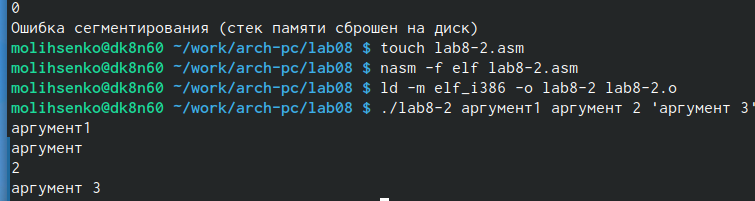 0
Ошибка сегментирования (стек памяти сброшен на диск)
molihsenko@dk8n60 ~/work/arch-pc/lab08 $ touch lab8-2.asm
molihsenko@dk8n60 ~/work/arch-pc/lab08 $ nasm -f elf lab8-2.asm
molihsenko@dk8n60 ~/work/arch-pc/lab08 $ ld -m elf_i386 -o lab8-2 lab8-2.o
molihsenko@dk8n60 ~/work/arch-pc/lab08 $ ./lab8-2 аргумент1 аргумент 2 'аргумент 3'
аргумент1
аргумент
2
аргумент 3